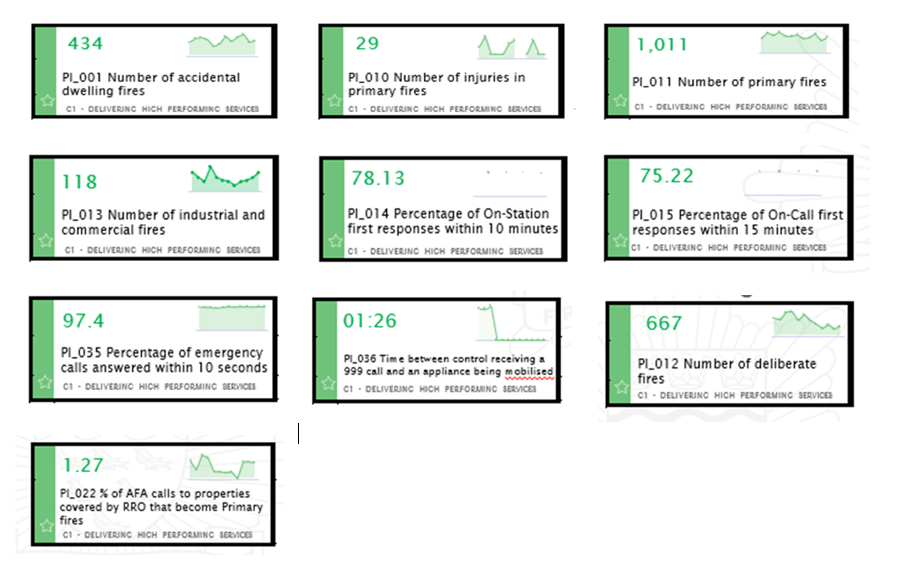 434
PI_001 Number of accidental
dwelling fires
C1 - DELIVERING HIGH PERFORMING SERVICES
29
PI_010 Number of injuries in
primary fires
C1 - DELIVERING HIGH PERFORMING SERVICES
1,011
PI_011 Number of primary fires
C1 - DELIVERING HIGH PERFORMING SERVICES
118
PI_013 Number of industrial and
commercial fires
C1 - DELIVERING HIGH PERFORMING SERVICES
78.13
PI_014 Percentage of On-Station
first responses within 10 minutes
C1 - DELIVERING HIGH PERFORMING SERVICES
75.22
PI_015 Percentage of On-Call first
responses within 15 minutes
C1 - DELIVERING HIGH PERFORMING SERVICES
97.4
PI_035 Percentage of emergency
calls answered within 10 seconds
C1 - DELIVERING HIGH PERFORMING SERVICES
01:26
PI_036 Time between control receiving a
999 call and an appliance being mobilised
C1 - DELIVERING HIGH PERFORMING SERVICES
667
PI_012 Number of deliberate
fires
C1 - DELIVERING HIGH PERFORMING SERVICES
1.27
PI_022 % of AFA calls to properties
covered by RRO that become Primary
fires
C1 - DELIVERING HIGH PERFORMING SERVICES